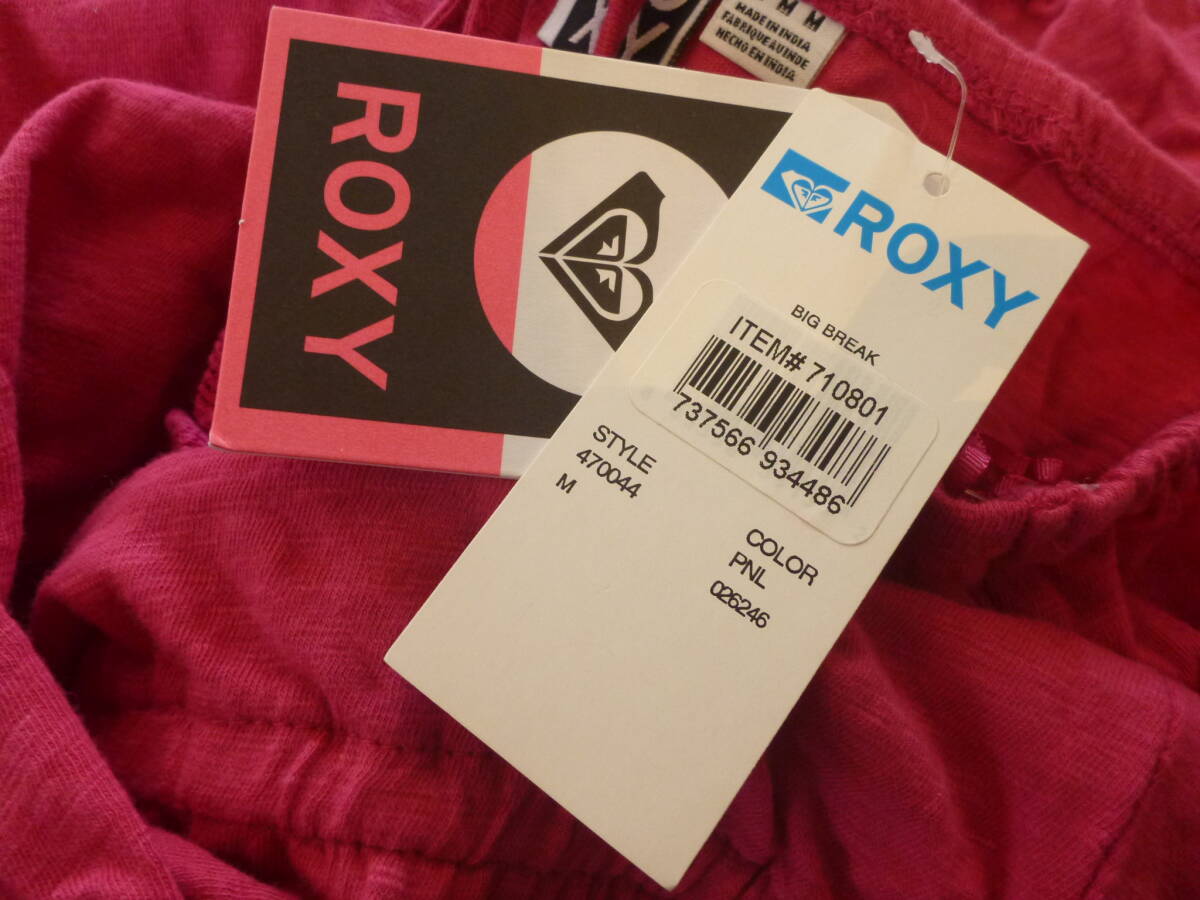 ROXY
M M
MADE IN INDIA
FABRIQUE AU INDE
HECHO EN INDIA
ROXY
BIG BREAK
ITEM# 710801
737566 934486
STYLE
470044
M
COLOR
PNL
026246